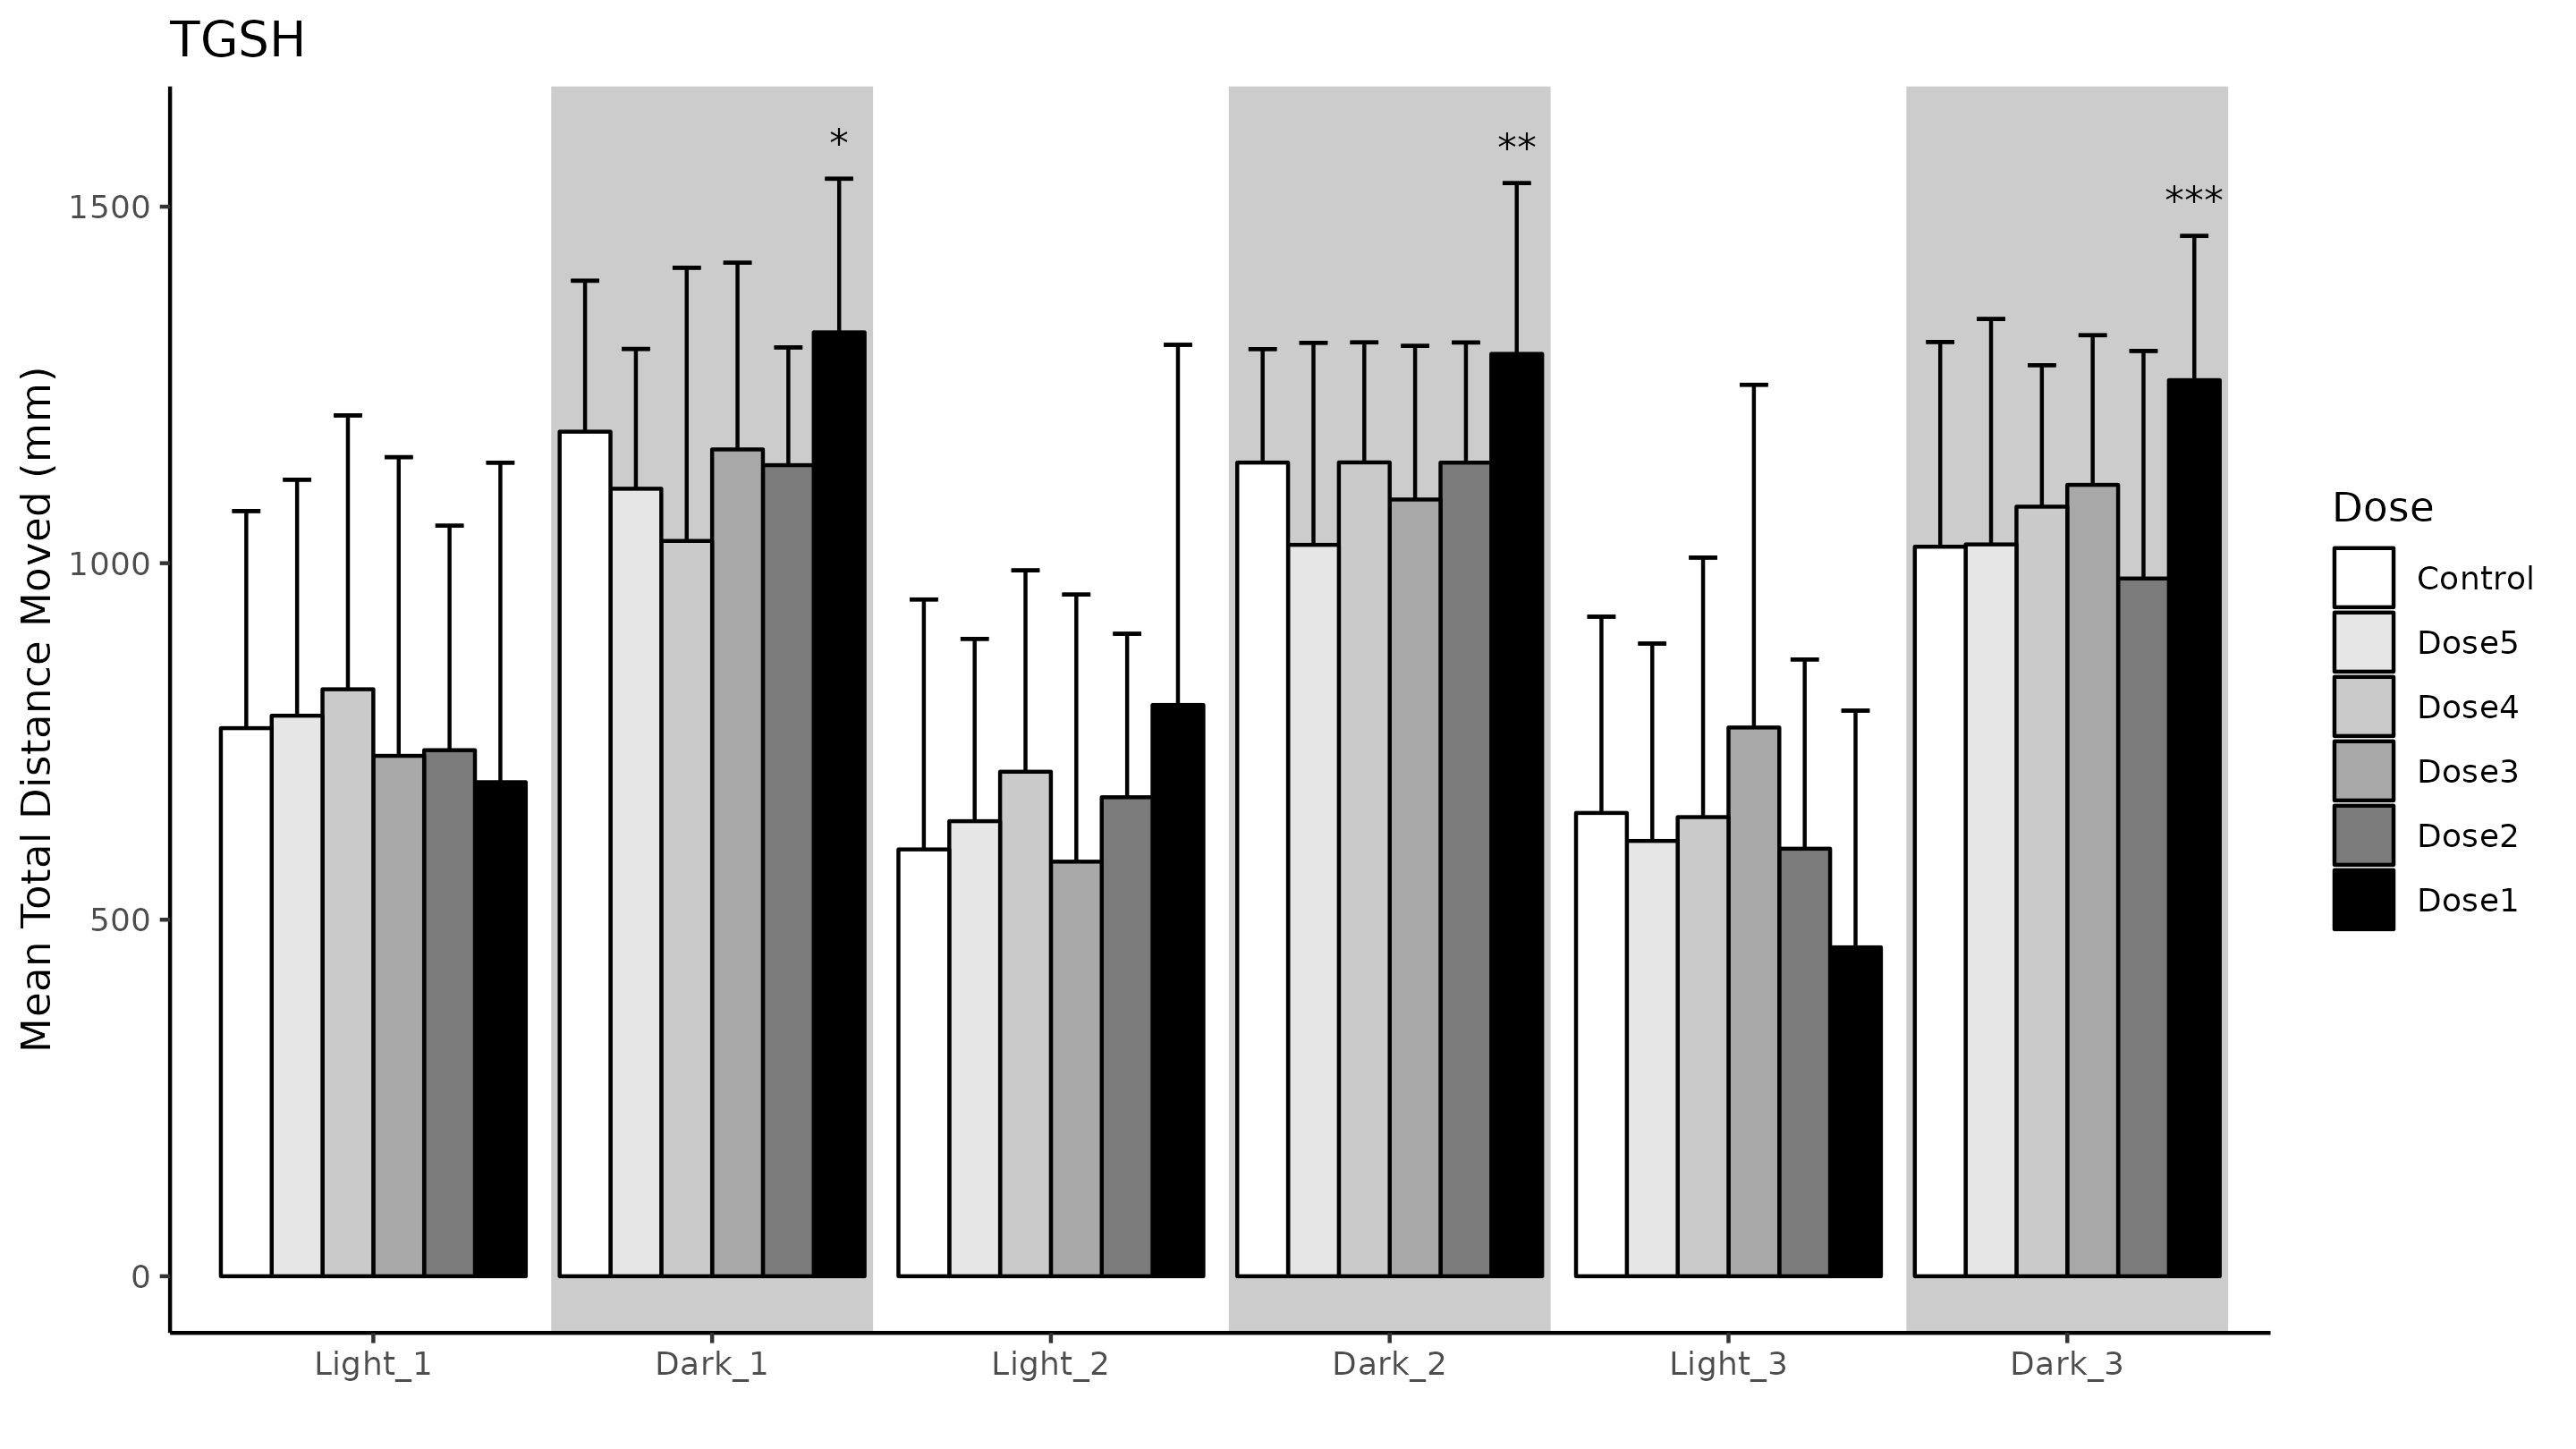 TGSH
* ** ***
Mean Total Distance Moved (mm)
1500
1000
500
0
Light_1 Dark_1 Light_2 Dark_2 Light_3 Dark_3
Dose
Control
Dose5
Dose4
Dose3
Dose2
Dose1